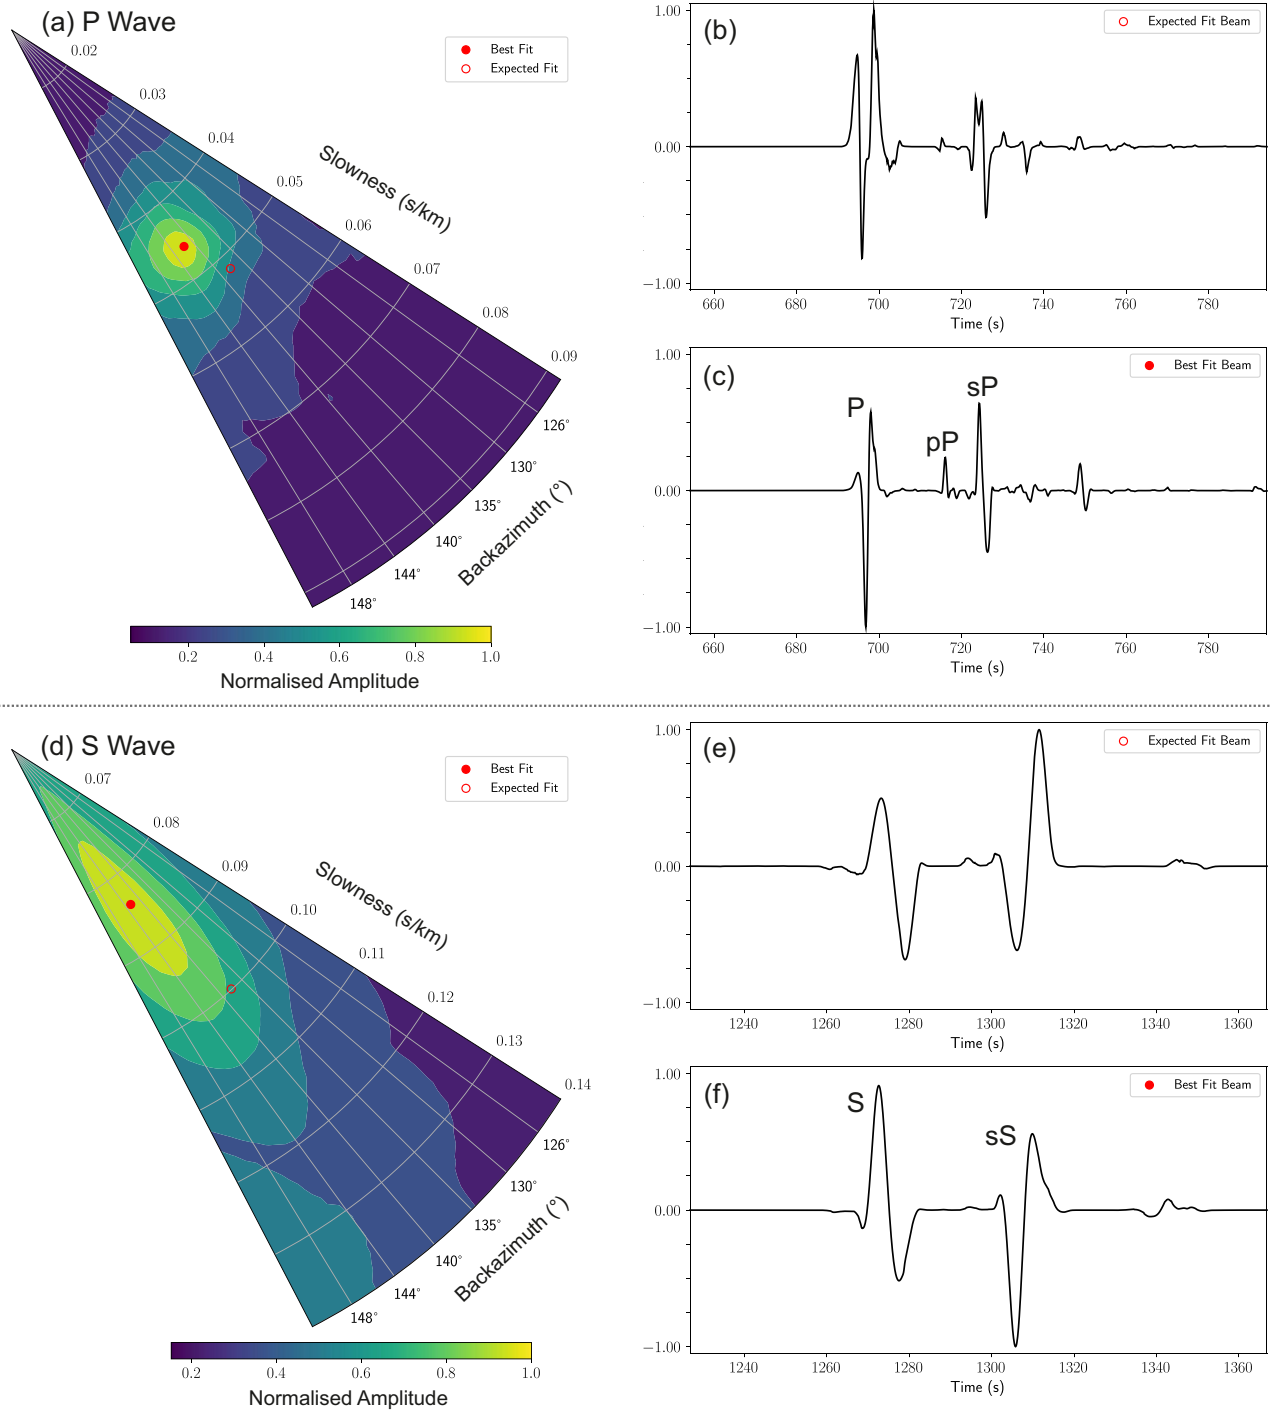 (a) P Wave
Best Fit
Expected Fit
0.02
0.03
0.04
0.05
0.06
0.07
0.08
0.09
Slowness (s/km)
126°
130°
135°
140°
144°
148°
Backazimuth (°)
0.2 0.4 0.6 0.8 1.0
Normalised Amplitude
(b)
Expected Fit Beam
1.00
0.00
−1.00
660 680 700 720 740 760 780
Time (s)
(c)
Best Fit Beam
P
pP
sP
1.00
0.00
−1.00
660 680 700 720 740 760 780
Time (s)
(d) S Wave
Best Fit
Expected Fit
0.07
0.08
0.09
0.10
0.11
0.12
0.13
0.14
Slowness (s/km)
126°
130°
135°
140°
144°
148°
Backazimuth (°)
0.2 0.4 0.6 0.8 1.0
Normalised Amplitude
(e)
Expected Fit Beam
1.00
0.00
−1.00
1240 1260 1280 1300 1320 1340 1360
Time (s)
(f)
Best Fit Beam
S
sS
1.00
0.00
−1.00
1240 1260 1280 1300 1320 1340 1360
Time (s)